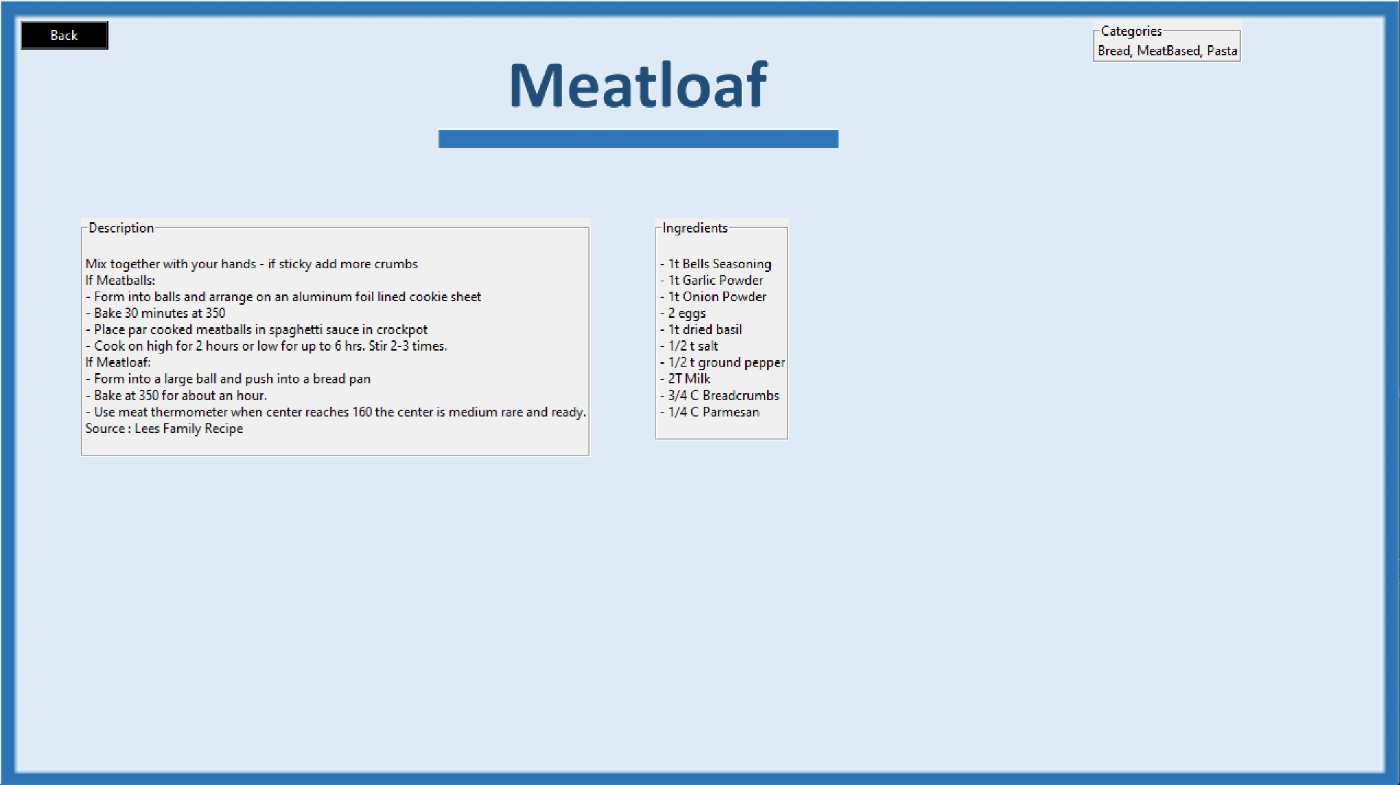 Back
Categories
Bread, MeatBased, Pasta
Meatloaf
Description
Mix together with your hands - if sticky add more crumbs
If Meatballs:
- Form into balls and arrange on an aluminum foil lined cookie sheet
- Bake 30 minutes at 350
- Place par cooked meatballs in spaghetti sauce in crockpot
- Cook on high for 2 hours or low for up to 6 hrs. Stir 2-3 times.
If Meatloaf:
- Form into a large ball and push into a bread pan
- Bake at 350 for about an hour.
- Use meat thermometer when center reaches 160 the center is medium rare and ready.
Source : Lees Family Recipe
Ingredients
- 1t Bells Seasoning
- 1t Garlic Powder
- 1t Onion Powder
- 2 eggs
- 1t dried basil
- 1/2 t salt
- 1/2 t ground pepper
- 2T Milk
- 3/4 C Breadcrumbs
- 1/4 C Parmesan